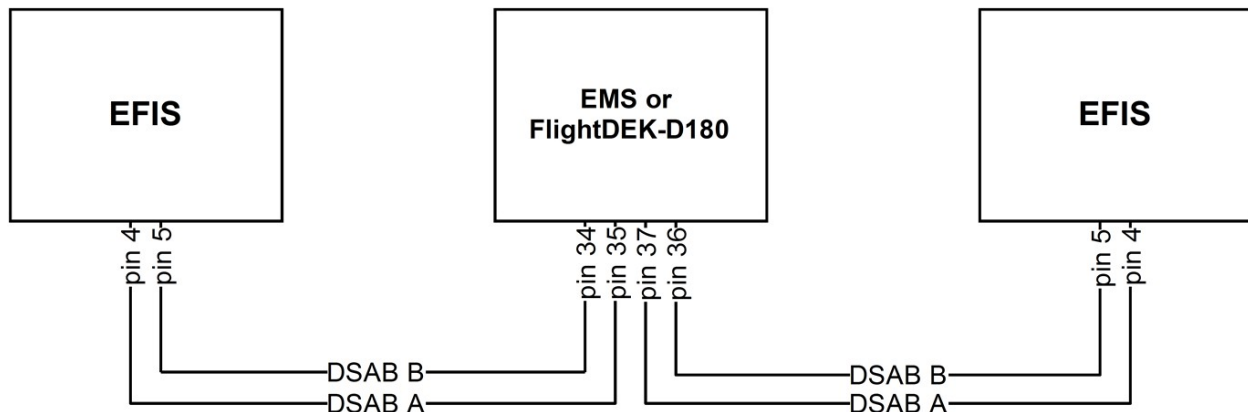 EFIS
EMS or
FlightDEK-D180
EFIS
pin 4
pin 5
pin 34
pin 35
pin 37
pin 36
pin 5
pin 4
DSAB B
DSAB A
DSAB B
DSAB A